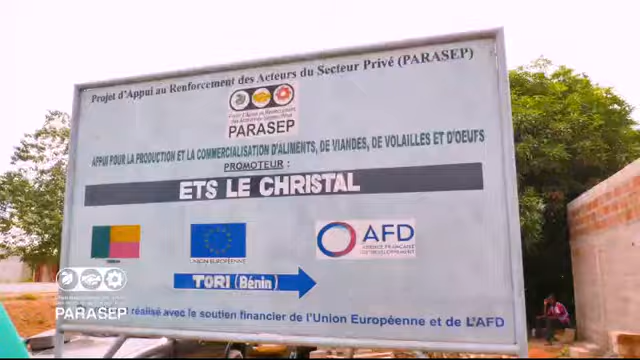 Projet d'Appui au Renforcement des Acteurs du Secteur Privé (PARASEP)
PARASEP
APPUI POUR LA PRODUCTION ET LA COMMERCIALISATION D'ALIMENTS, DE VIANDES, DE VOLAILLES ET D'OEUFS
PROMOTEUR :
ETS LE CHRISTAL
AFD
AGENCE FRANÇAISE
DE DÉVELOPPEMENT
UNION EUROPÉENNE
TORI (Bénin)
réalisé avec le soutien financier de l'Union Européenne et de L'AFD
PARASEP